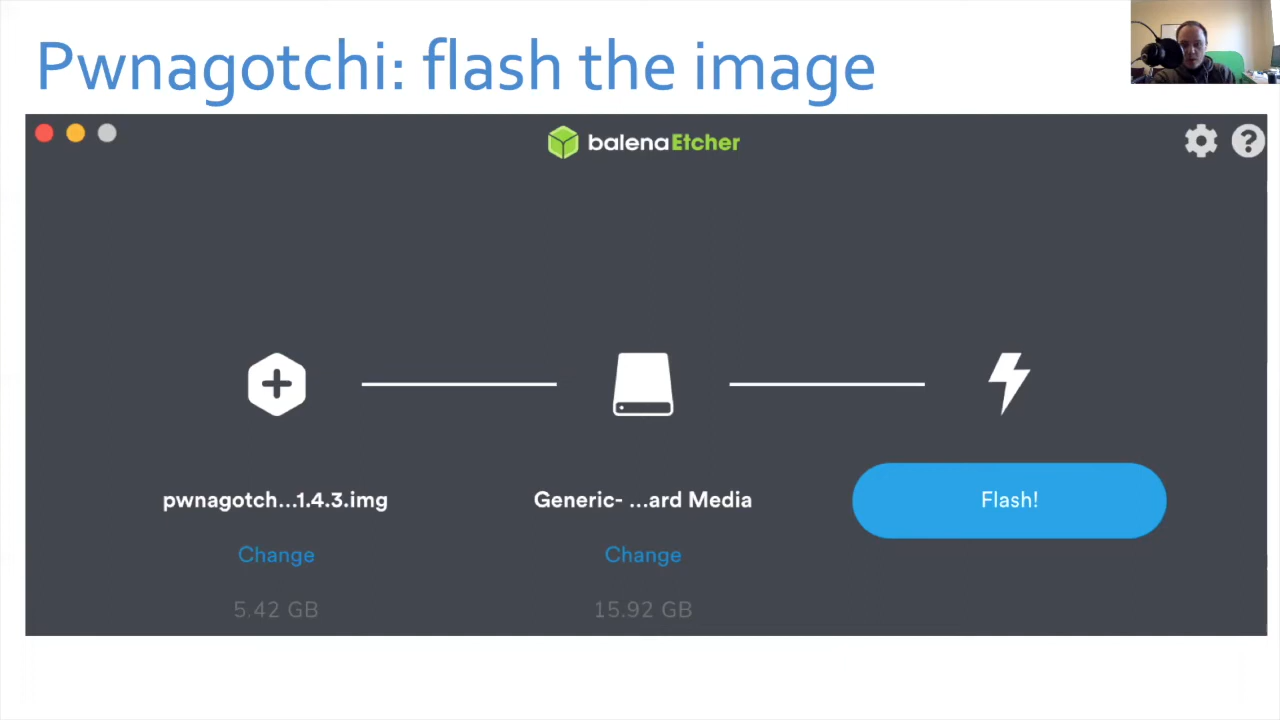 Pwnagotchi: flash the image
balenaEtcher
pwnagotch...1.4.3.img
Generic- ...ard Media
Flash!
Change
Change
5.42 GB
15.92 GB